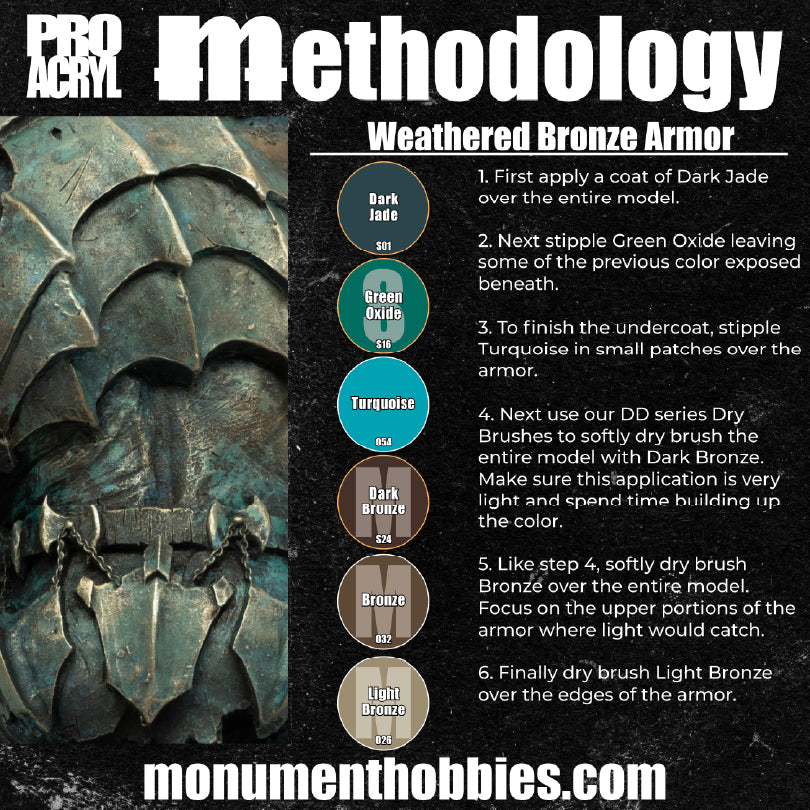 PRO
ACRYL
Methodology
Weathered Bronze Armor
Dark
Jade
S01
S
Green
Oxide
S16
Turquoise
054
M
Dark
Bronze
S24
M
Bronze
032
M
Light
Bronze
026
1. First apply a coat of Dark Jade
over the entire model.
2. Next stipple Green Oxide leaving
some of the previous color exposed
beneath.
3. To finish the undercoat, stipple
Turquoise in small patches over the
armor.
4. Next use our DD series Dry
Brushes to softly dry brush the
entire model with Dark Bronze.
Make sure this application is very
light and spend time building up
the color.
5. Like step 4, softly dry brush
Bronze over the entire model.
Focus on the upper portions of the
armor where light would catch.
6. Finally dry brush Light Bronze
over the edges of the armor.
monumenthobbies.com